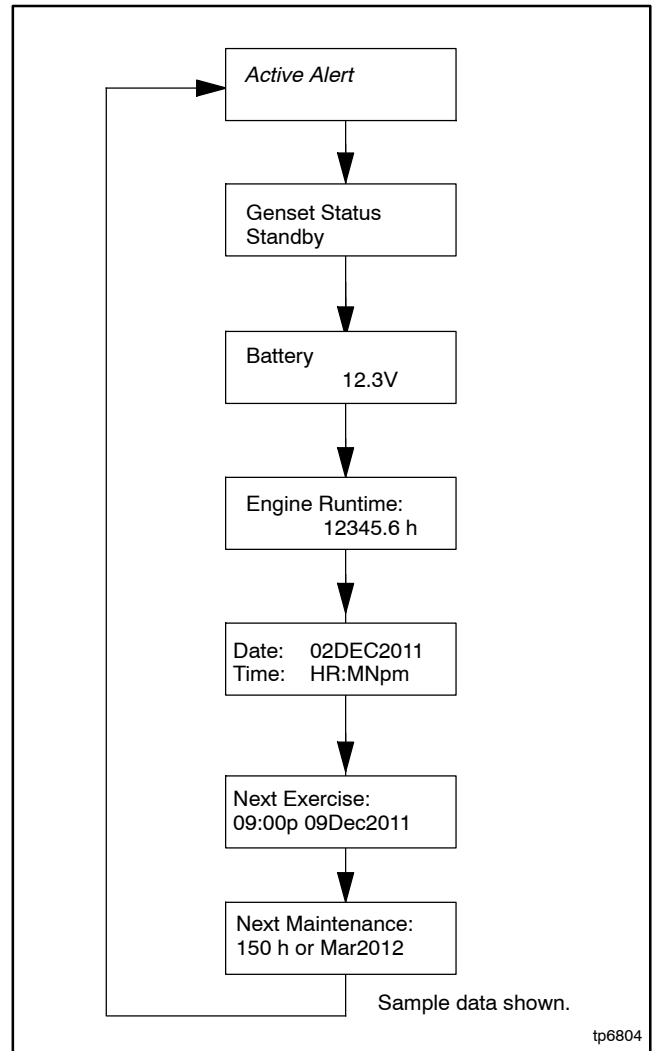 Active Alert
Genset Status
Standby
Battery
12.3V
Engine Runtime:
12345.6 h
Date: 02DEC2011
Time: HR:MNpm
Next Exercise:
09:00p 09Dec2011
Next Maintenance:
150 h or Mar2012
Sample data shown.
tp6804